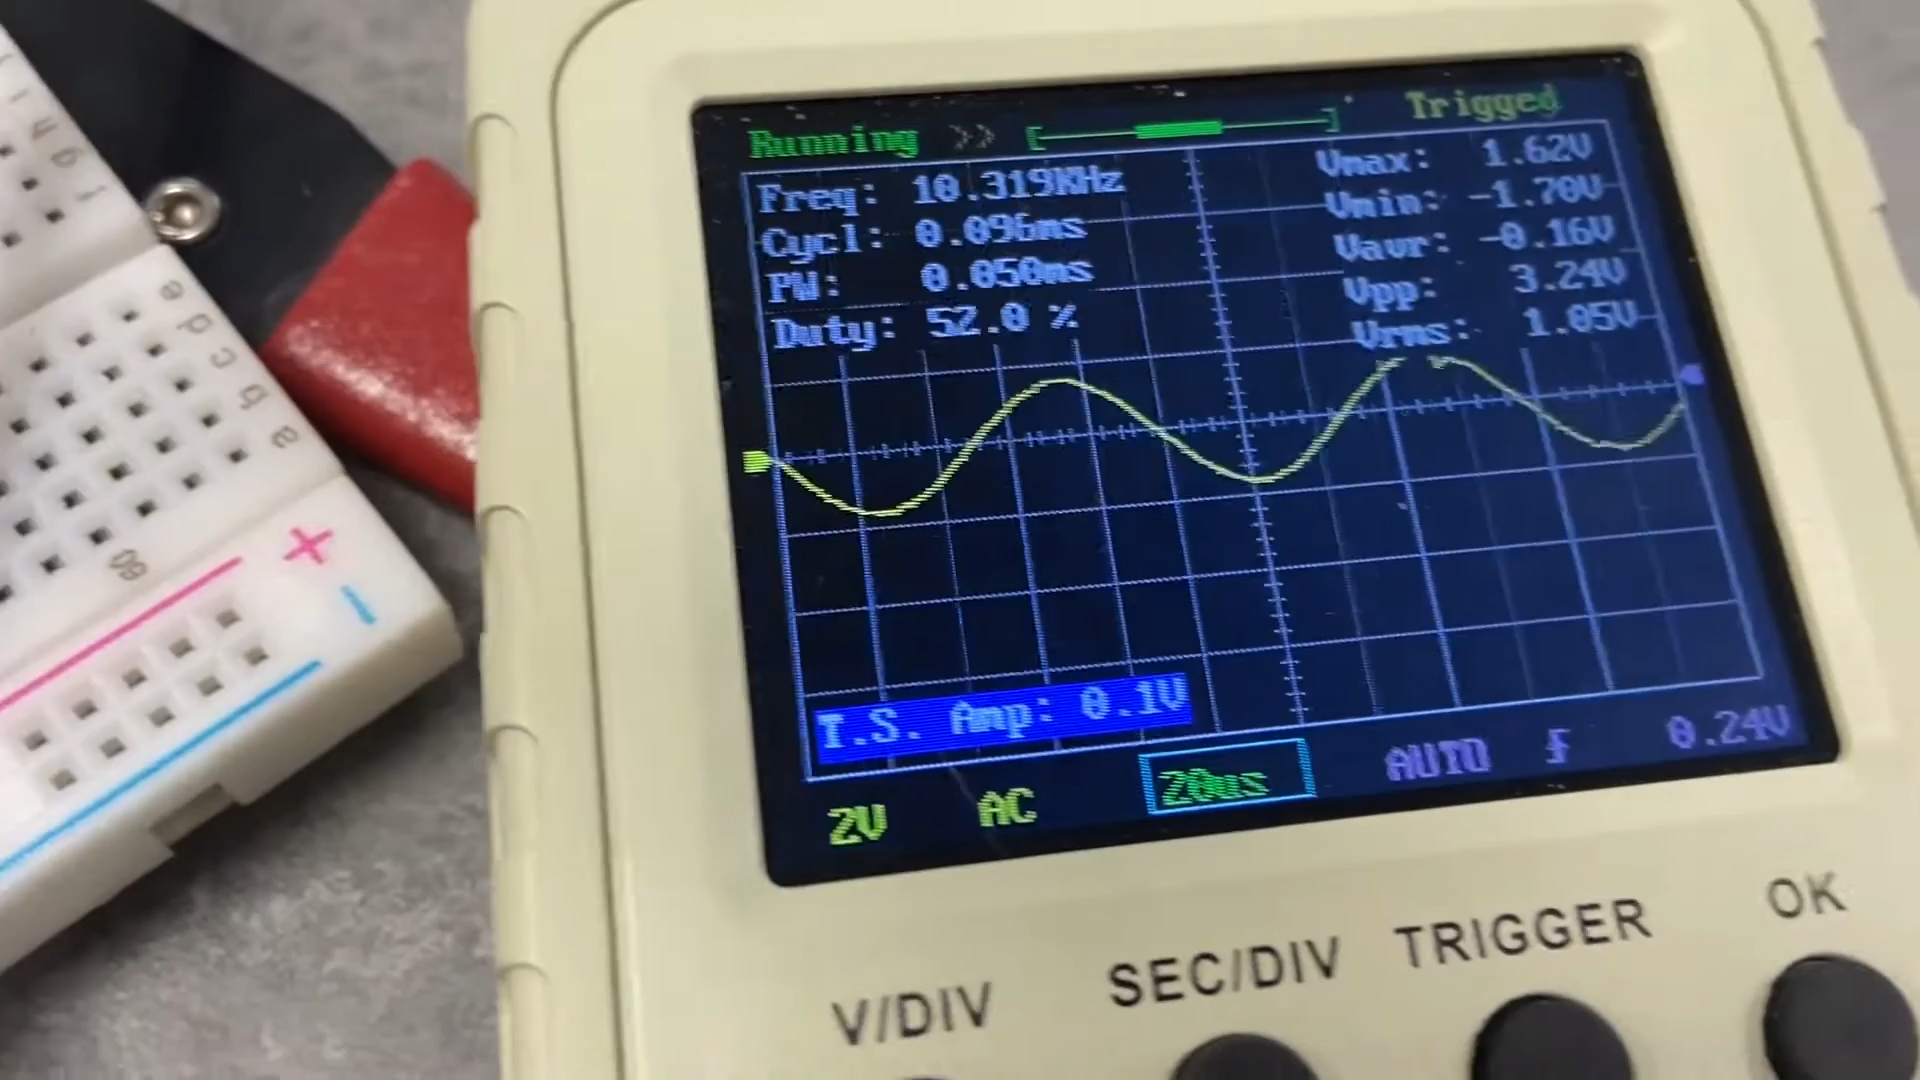 Running >> Trigged
Freq: 10.319KHz
Cycl: 0.096ms
PW: 0.050ms
Duty: 52.0 %
Vmax: 1.62V
Vmin: -1.70V
Vavr: -0.16V
Vpp: 3.24V
Vrms: 1.05V
T.S. Amp: 0.1V
2V AC 20us AUTO 0.24V
V/DIV SEC/DIV TRIGGER OK
+
-
30